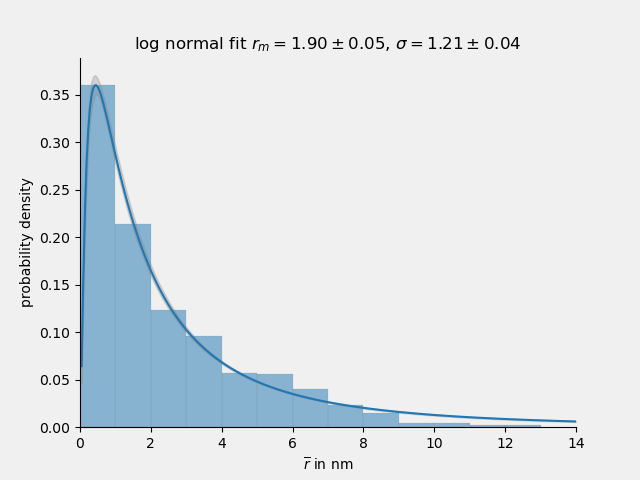 log normal fit $r_m = 1.90 \pm 0.05$, $\sigma = 1.21 \pm 0.04$
probability density
0.35
0.30
0.25
0.20
0.15
0.10
0.05
0.00
0 2 4 6 8 10 12 14
$\overline{r}$ in nm